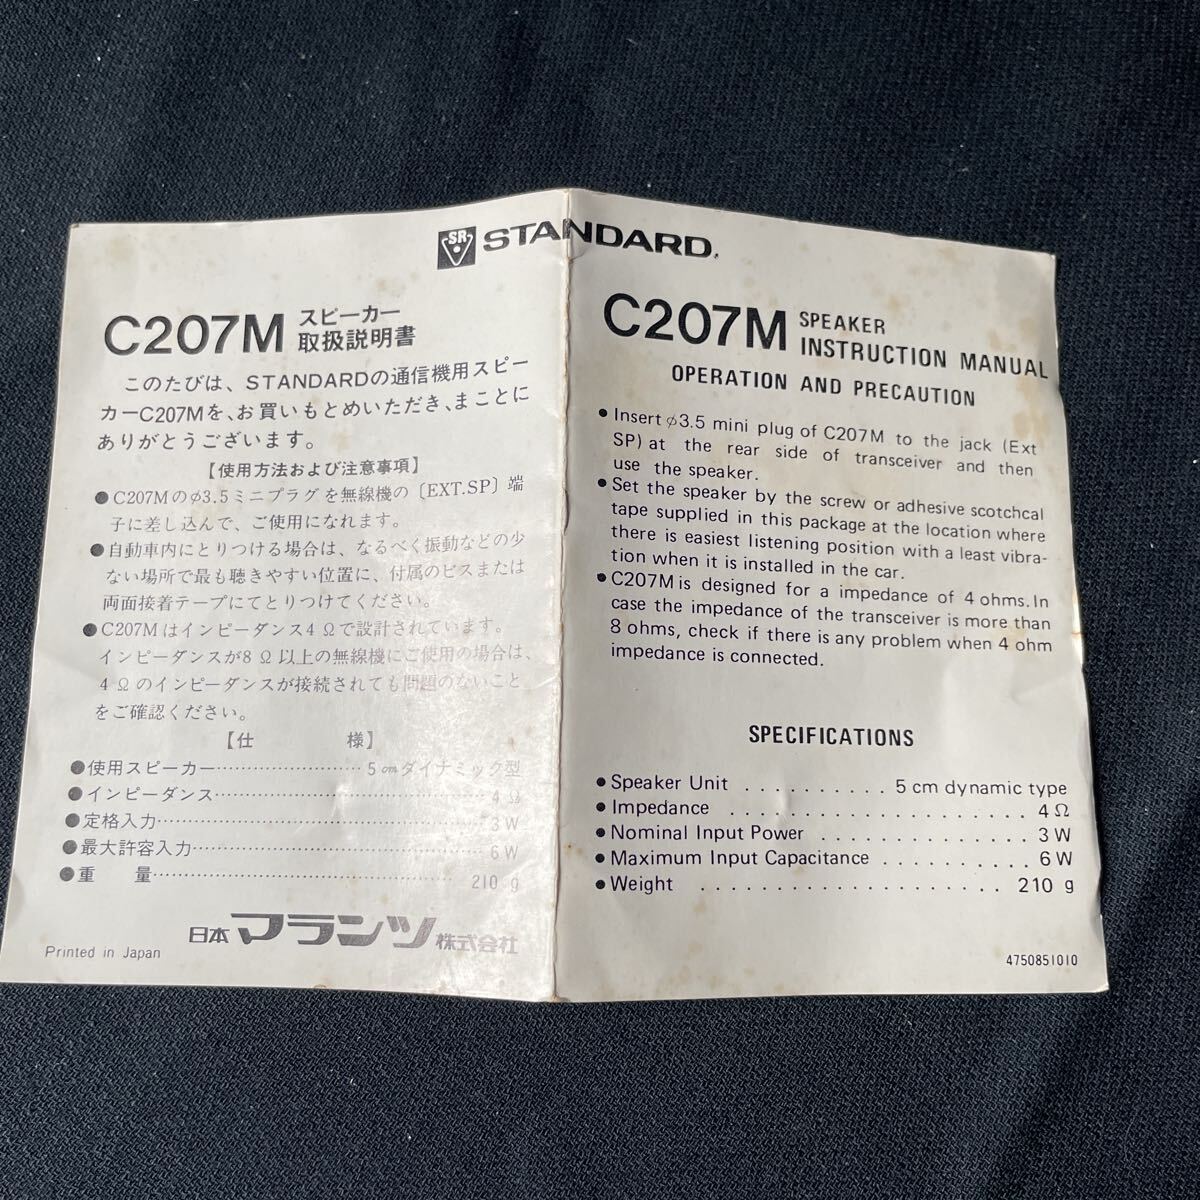 SR STANDARD.
C207M スピーカー
取扱説明書
このたびは、STANDARDの通信機用スピー
カーC207Mを、お買いもとめいただき、まことに
ありがとうございます。
【使用方法および注意事項】
●C207Mのφ3.5ミニプラグを無線機の〔EXT.SP〕端
子に差し込んで、ご使用になれます。
●自動車内にとりつける場合は、なるべく振動などの少
ない場所で最も聴きやすい位置に、付属のビスまたは
両面接着テープにてとりつけてください。
●C207Mはインピーダンス4Ωで設計されています。
インピーダンスが8Ω以上の無線機にご使用の場合は、
4Ωのインピーダンスが接続されても問題のないこと
をご確認ください。
【仕 様】
●使用スピーカー……………………5㎝ダイナミック型
●インピーダンス……………………………………4Ω
●定格入力……………………………………………3W
●最大許容入力………………………………………6W
●重 量……………………………………………210g
日本マランツ株式会社
Printed in Japan
C207M SPEAKER
INSTRUCTION MANUAL
OPERATION AND PRECAUTION
●Insert φ3.5 mini plug of C207M to the jack (Ext
SP) at the rear side of transceiver and then
use the speaker.
●Set the speaker by the screw or adhesive scotchcal
tape supplied in this package at the location where
there is easiest listening position with a least vibra-
tion when it is installed in the car.
●C207M is designed for a impedance of 4 ohms. In
case the impedance of the transceiver is more than
8 ohms, check if there is any problem when 4 ohm
impedance is connected.
SPECIFICATIONS
●Speaker Unit . . . . . . . . . . 5 cm dynamic type
●Impedance . . . . . . . . . . . . . . . . . . . . . 4Ω
●Nominal Input Power . . . . . . . . . . . . . . 3 W
●Maximum Input Capacitance . . . . . . . . . . 6 W
●Weight . . . . . . . . . . . . . . . . . . . . . 210 g
4750851010